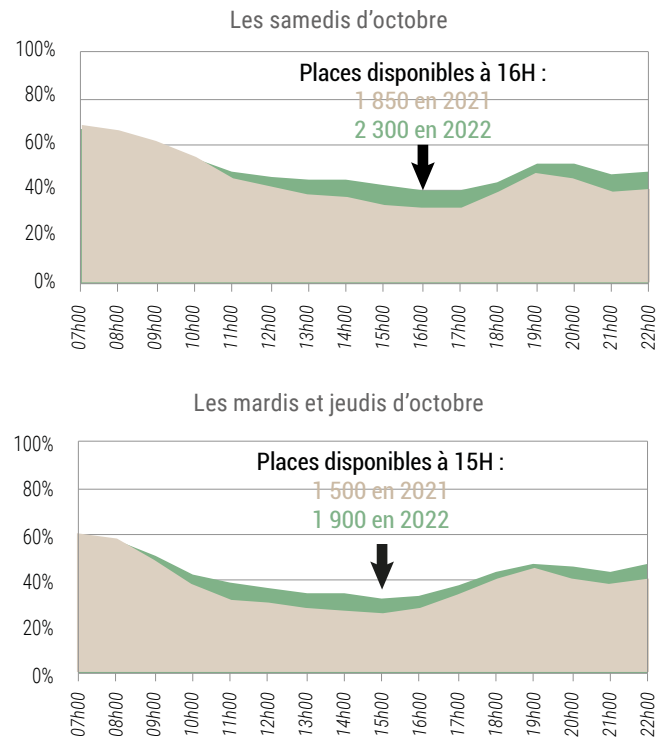 Les samedis d'octobre
100%
80%
60%
40%
20%
0%
Places disponibles à 16H :
1 850 en 2021
2 300 en 2022
07h00
08h00
09h00
10h00
11h00
12h00
13h00
14h00
15h00
16h00
17h00
18h00
19h00
20h00
21h00
22h00
Les mardis et jeudis d'octobre
100%
80%
60%
40%
20%
0%
Places disponibles à 15H :
1 500 en 2021
1 900 en 2022
07h00
08h00
09h00
10h00
11h00
12h00
13h00
14h00
15h00
16h00
17h00
18h00
19h00
20h00
21h00
22h00